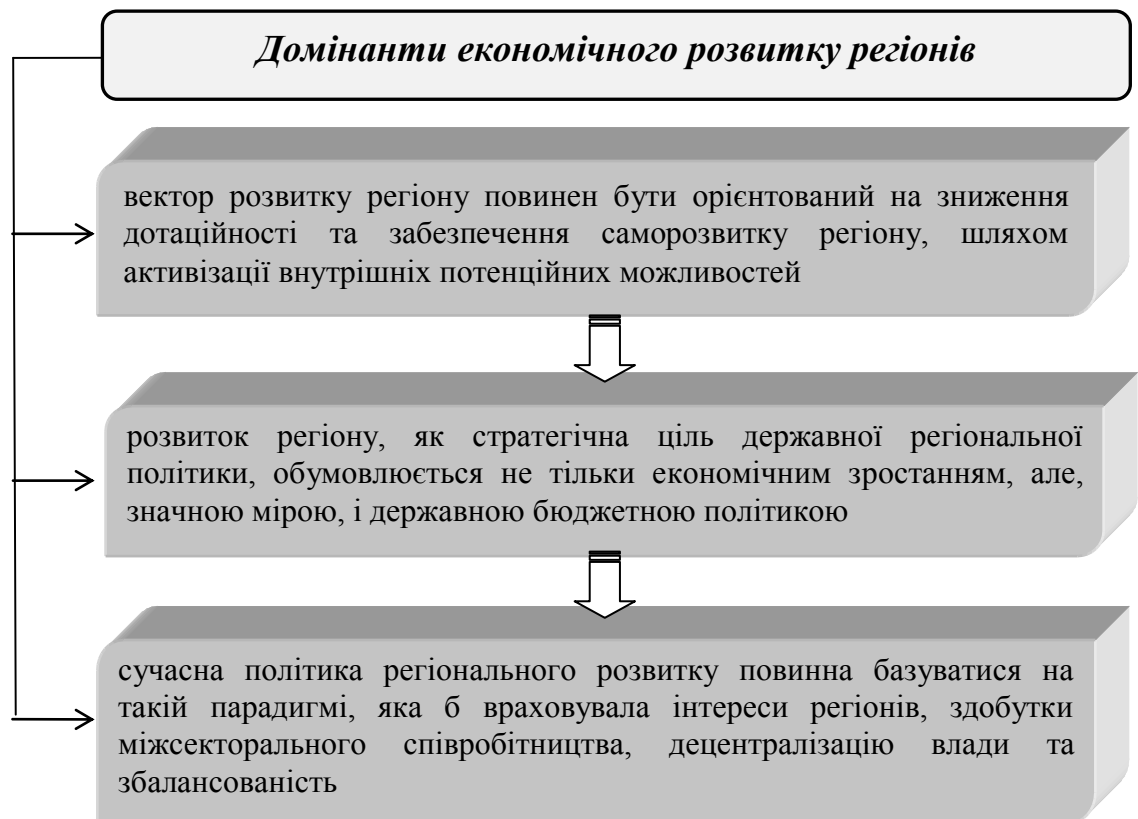 Домінанти економічного розвитку регіонів
вектор розвитку регіону повинен бути орієнтований на зниження
дотаційності та забезпечення саморозвитку регіону, шляхом
активізації внутрішніх потенційних можливостей
розвиток регіону, як стратегічна ціль державної регіональної
політики, обумовлюється не тільки економічним зростанням, але,
значною мірою, і державною бюджетною політикою
сучасна політика регіонального розвитку повинна базуватися на
такій парадигмі, яка б враховувала інтереси регіонів, здобутки
міжсекторального співробітництва, децентралізацію влади та
збалансованість